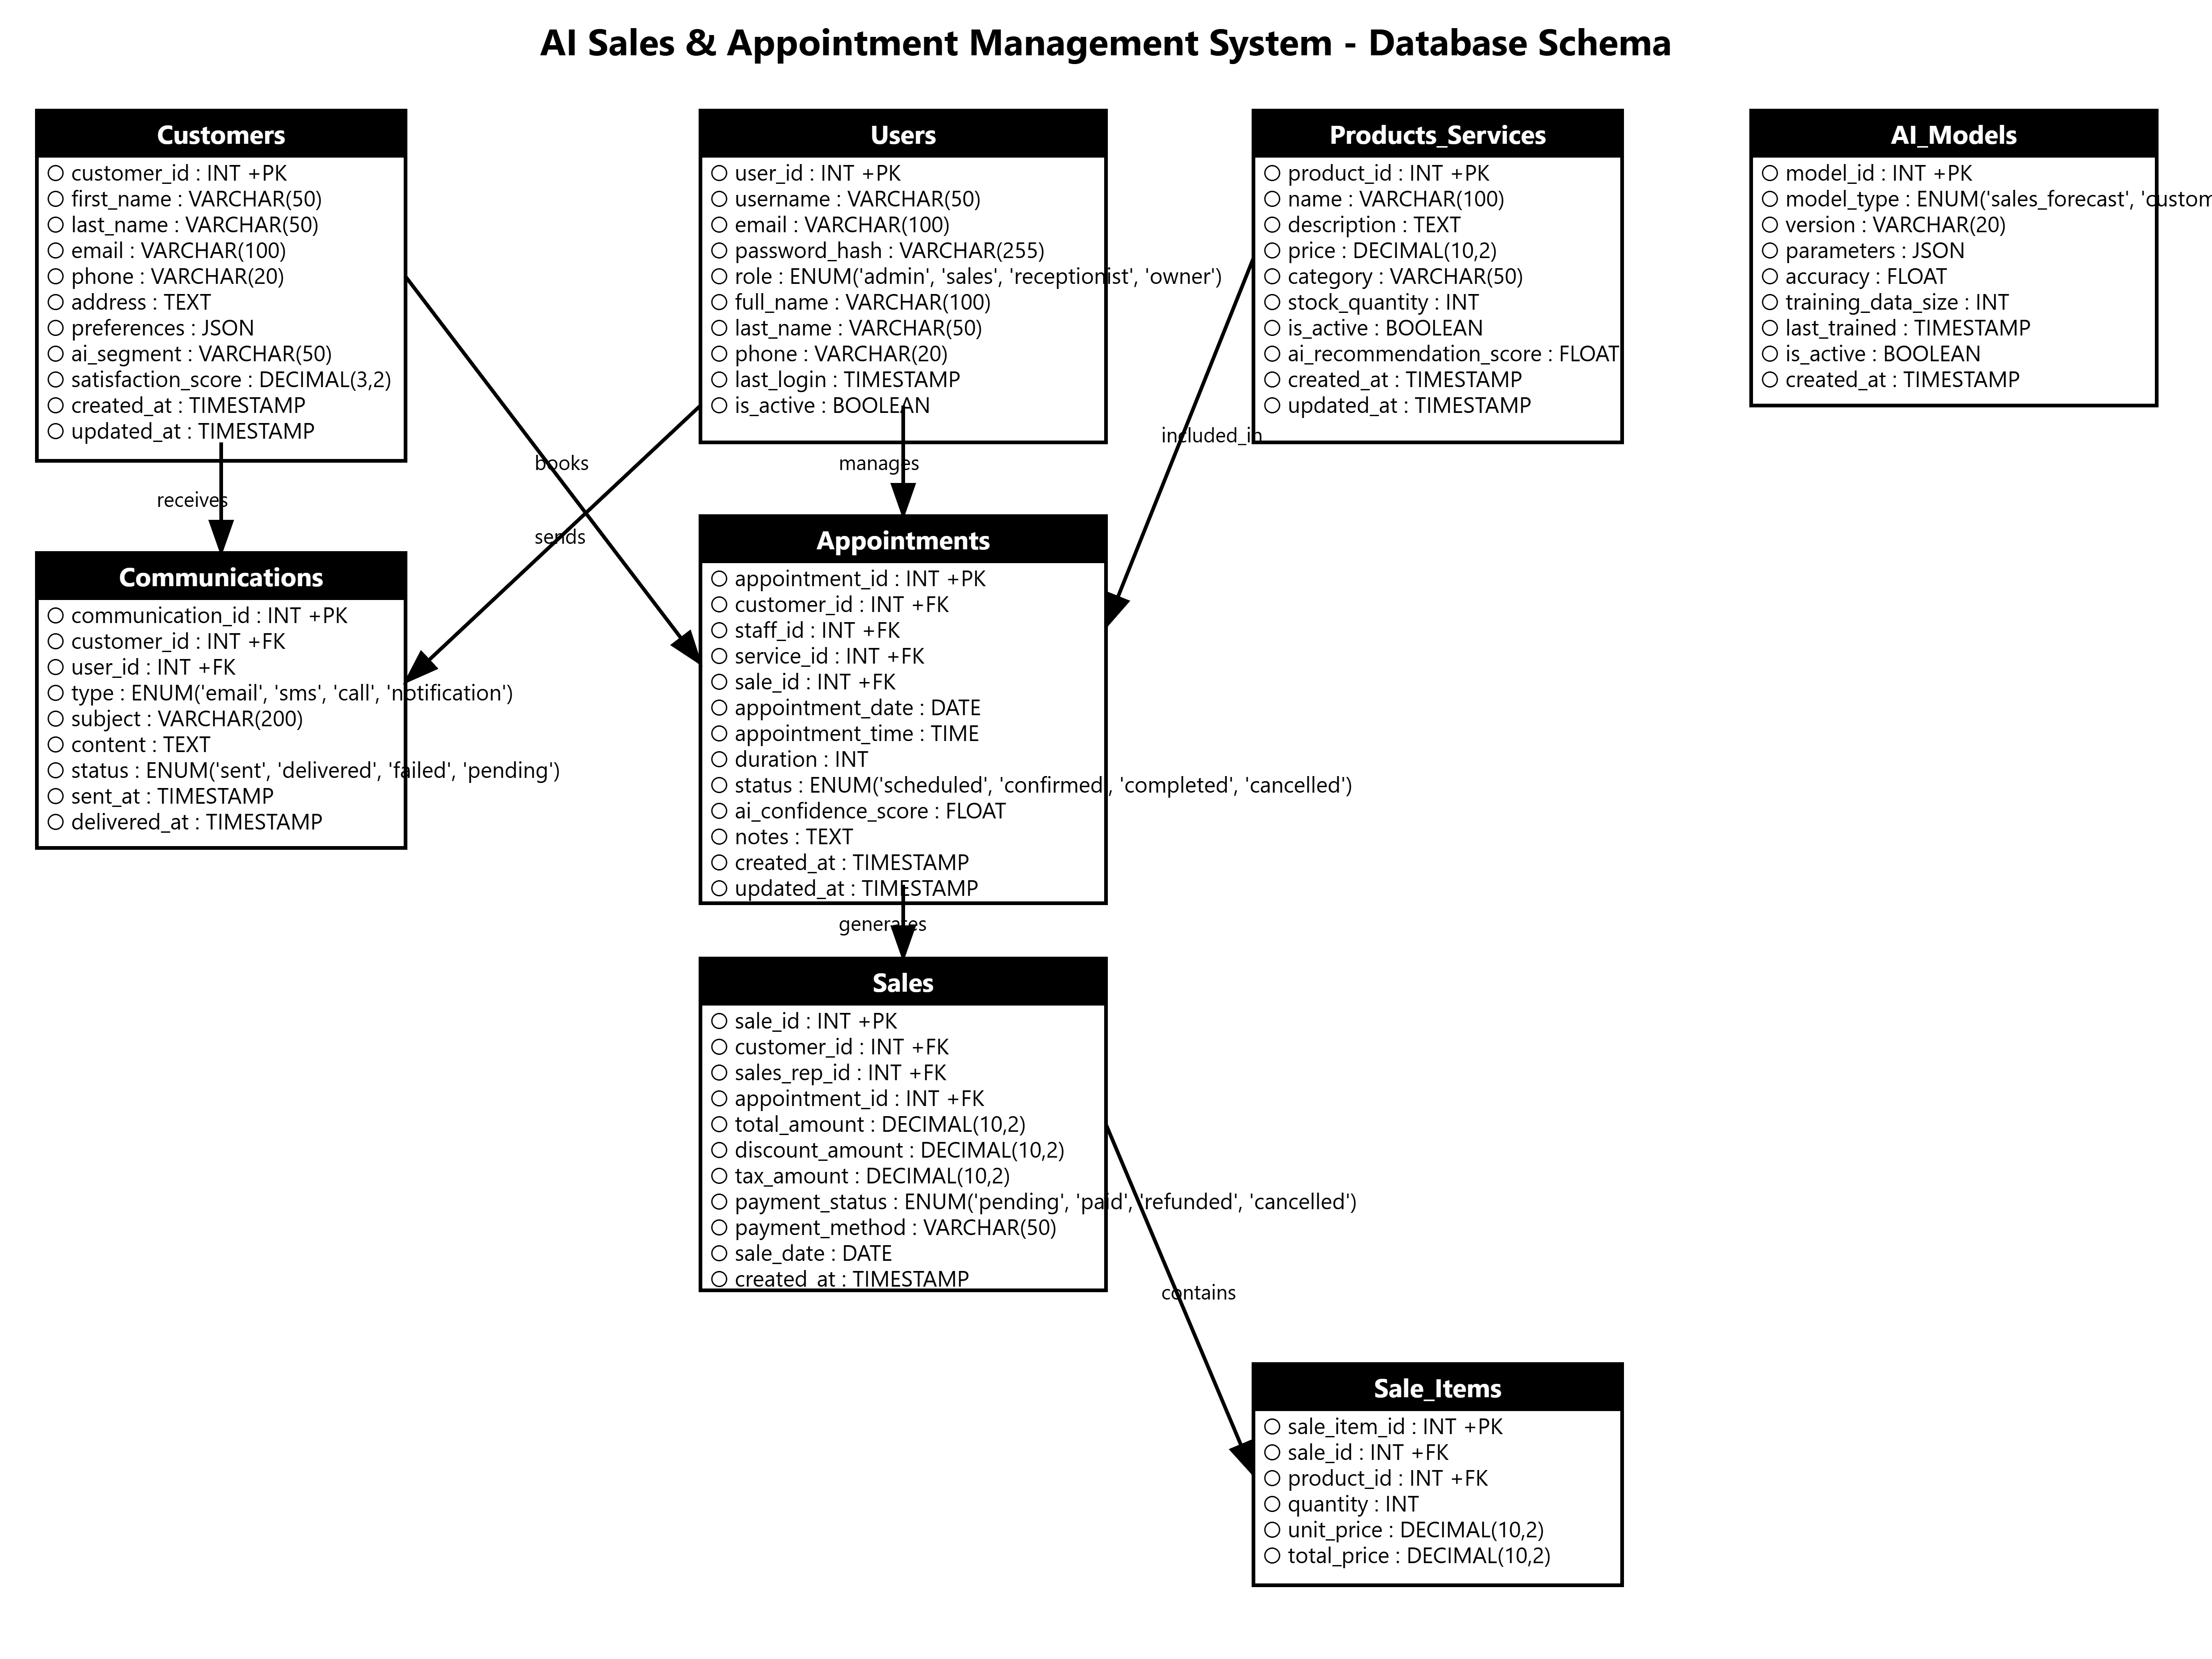 AI Sales & Appointment Management System - Database Schema
Customers
customer_id : INT +PK
first_name : VARCHAR(50)
last_name : VARCHAR(50)
email : VARCHAR(100)
phone : VARCHAR(20)
address : TEXT
preferences : JSON
ai_segment : VARCHAR(50)
satisfaction_score : DECIMAL(3,2)
created_at : TIMESTAMP
updated_at : TIMESTAMP
Users
user_id : INT +PK
username : VARCHAR(50)
email : VARCHAR(100)
password_hash : VARCHAR(255)
role : ENUM('admin', 'sales', 'receptionist', 'owner')
full_name : VARCHAR(100)
last_name : VARCHAR(50)
phone : VARCHAR(20)
last_login : TIMESTAMP
is_active : BOOLEAN
Products_Services
product_id : INT +PK
name : VARCHAR(100)
description : TEXT
price : DECIMAL(10,2)
category : VARCHAR(50)
stock_quantity : INT
is_active : BOOLEAN
ai_recommendation_score : FLOAT
created_at : TIMESTAMP
updated_at : TIMESTAMP
AI_Models
model_id : INT +PK
model_type : ENUM('sales_forecast', 'custom
version : VARCHAR(20)
parameters : JSON
accuracy : FLOAT
training_data_size : INT
last_trained : TIMESTAMP
is_active : BOOLEAN
created_at : TIMESTAMP
receives
books
sends
manages
included_in
Communications
communication_id : INT +PK
customer_id : INT +FK
user_id : INT +FK
type : ENUM('email', 'sms', 'call', 'notification')
subject : VARCHAR(200)
content : TEXT
status : ENUM('sent', 'delivered', 'failed', 'pending')
sent_at : TIMESTAMP
delivered_at : TIMESTAMP
Appointments
appointment_id : INT +PK
customer_id : INT +FK
staff_id : INT +FK
service_id : INT +FK
sale_id : INT +FK
appointment_date : DATE
appointment_time : TIME
duration : INT
status : ENUM('scheduled', 'confirmed', 'completed', 'cancelled')
ai_confidence_score : FLOAT
notes : TEXT
created_at : TIMESTAMP
updated_at : TIMESTAMP
generates
Sales
sale_id : INT +PK
customer_id : INT +FK
sales_rep_id : INT +FK
appointment_id : INT +FK
total_amount : DECIMAL(10,2)
discount_amount : DECIMAL(10,2)
tax_amount : DECIMAL(10,2)
payment_status : ENUM('pending', 'paid', 'refunded', 'cancelled')
payment_method : VARCHAR(50)
sale_date : DATE
created_at : TIMESTAMP
contains
Sale_Items
sale_item_id : INT +PK
sale_id : INT +FK
product_id : INT +FK
quantity : INT
unit_price : DECIMAL(10,2)
total_price : DECIMAL(10,2)